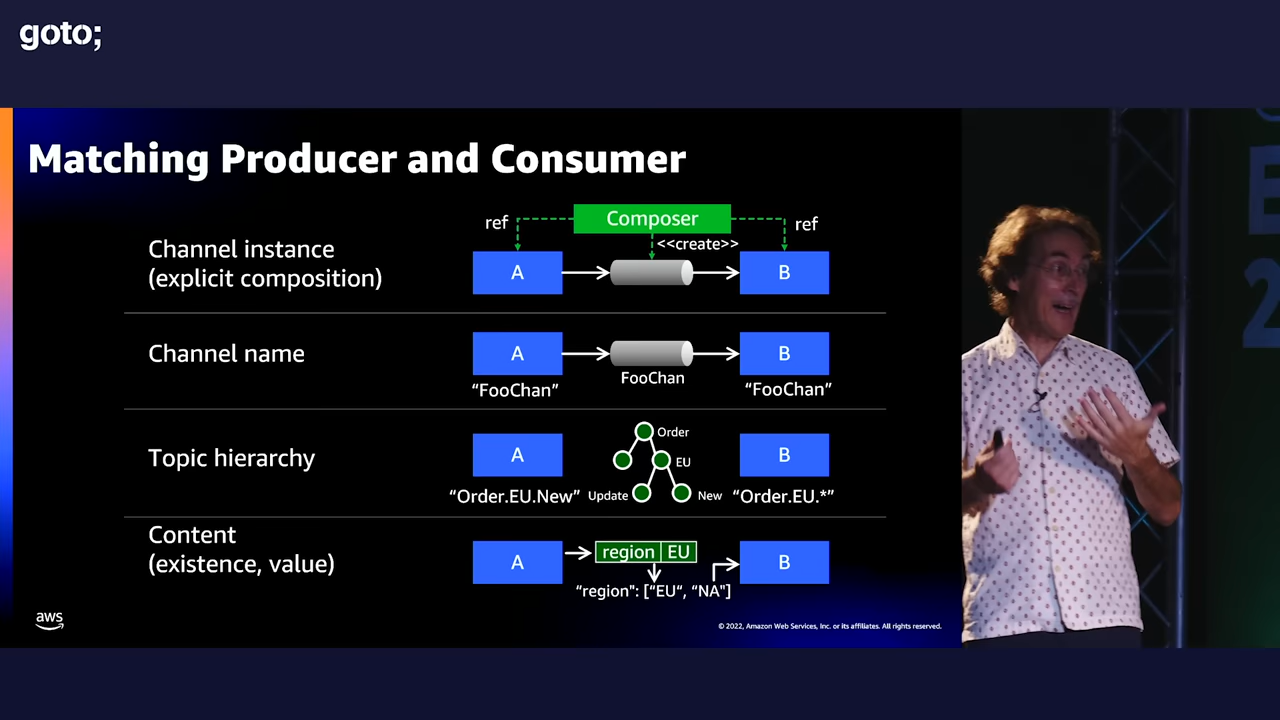 goto;
Matching Producer and Consumer
Channel instance
(explicit composition)
ref
Composer
ref
<<create>>
A
B
Channel name
A
B
“FooChan”
FooChan
“FooChan”
Topic hierarchy
A
Order
EU
Update
New
B
“Order.EU.New”
“Order.EU.*”
Content
(existence, value)
A
region EU
B
“region": [“EU“, “NA"]
aws
© 2022, Amazon Web Services, Inc. or its affiliates. All rights reserved.
E
2